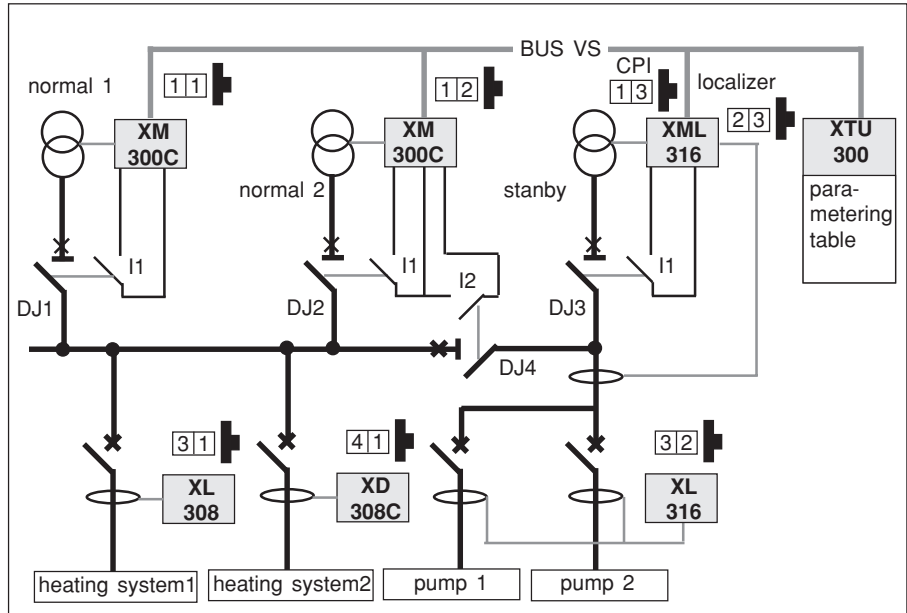 BUS VS
normal 1
1 1
XM
300C
1 2
XM
300C
normal 2
CPI
1 3
localizer
2 3
XML
316
stanby
XTU
300
para-
metering
table
I1
DJ1
I1
I2
DJ2
I1
DJ3
DJ4
3 1
XL
308
4 1
XD
308C
3 2
XL
316
heating system1
heating system2
pump 1
pump 2